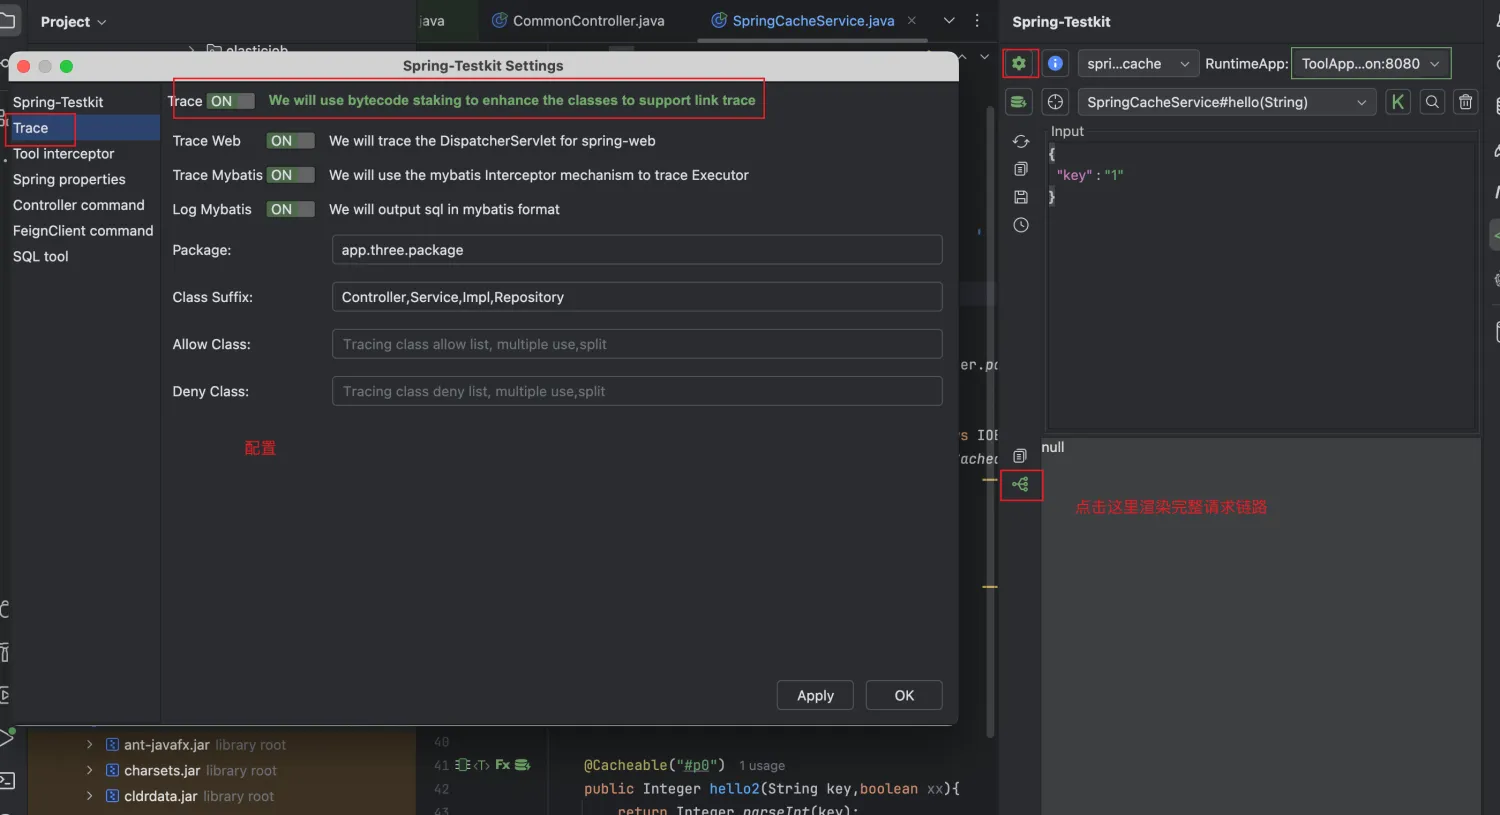 Project
java
CommonController.java
SpringCacheService.java
Spring-Testkit
elasticjob
Spring-Testkit Settings
spri...cache
RuntimeApp:
ToolApp...on:8080
SpringCacheService#hello(String)
K
Spring-Testkit
Trace
Tool interceptor
Spring properties
Controller command
FeignClient command
SQL tool
Trace ON We will use bytecode staking to enhance the classes to support link trace
Trace Web ON We will trace the DispatcherServlet for spring-web
Trace Mybatis ON We will use the mybatis Interceptor mechanism to trace Executor
Log Mybatis ON We will output sql in mybatis format
Package: app.three.package
Class Suffix: Controller,Service,Impl,Repository
Allow Class: Tracing class allow list, multiple use,split
Deny Class: Tracing class deny list, multiple use,split
配置
Apply
OK
Input
{
"key":"1"
}
er.pa
s IOE
ached
null
点击这里渲染完整请求链路
ant-javafx.jar library root
charsets.jar library root
cldrdata.jar library root
40
41 <T> Fx @Cacheable("#p0") 1 usage
42 public Integer hello2(String key,boolean xx){
43 return Integer.parseInt(key);